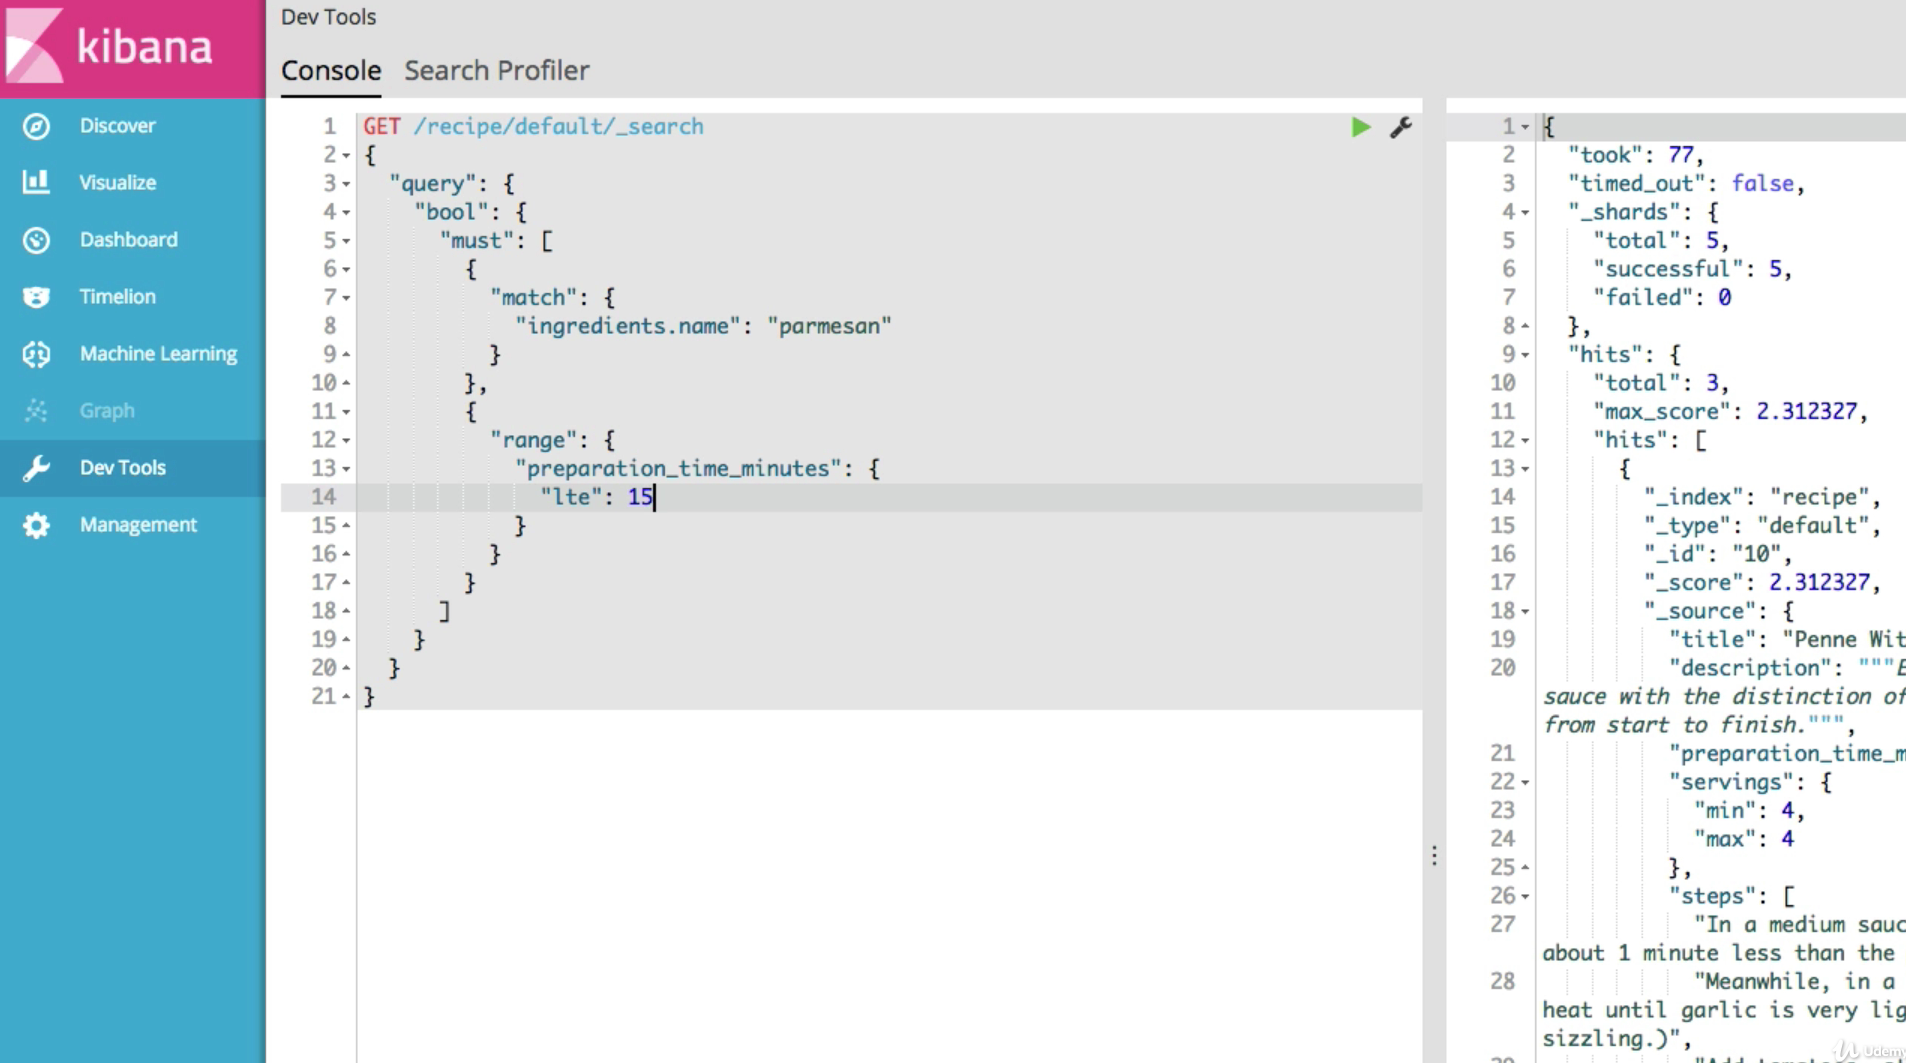 kibana
Discover
Visualize
Dashboard
Timelion
Machine Learning
Graph
Dev Tools
Management
Dev Tools
Console Search Profiler
1 GET /recipe/default/_search
2 {
3 "query": {
4 "bool": {
5 "must": [
6 {
7 "match": {
8 "ingredients.name": "parmesan"
9 }
10 },
11 {
12 "range": {
13 "preparation_time_minutes": {
14 "lte": 15
15 }
16 }
17 }
18 ]
19 }
20 }
21 }
1 {
2 "took": 77,
3 "timed_out": false,
4 "_shards": {
5 "total": 5,
6 "successful": 5,
7 "failed": 0
8 },
9 "hits": {
10 "total": 3,
11 "max_score": 2.312327,
12 "hits": [
13 {
14 "_index": "recipe",
15 "_type": "default",
16 "_id": "10",
17 "_score": 2.312327,
18 "_source": {
19 "title": "Penne Wit
20 "description": """E
sauce with the distinction of
from start to finish.""",
21 "preparation_time_m
22 "servings": {
23 "min": 4,
24 "max": 4
25 },
26 "steps": [
27 "In a medium sauc
about 1 minute less than the
28 "Meanwhile, in a
heat until garlic is very lig
sizzling.)",
Udemy